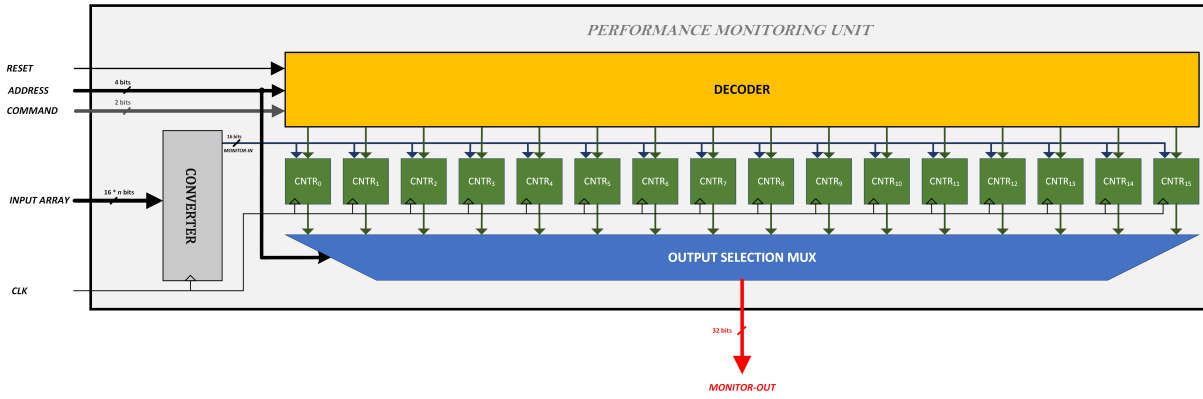 PERFORMANCE MONITORING UNIT
RESET
ADDRESS
4 bits
COMMAND
2 bits
DECODER
16 bits
MONITOR-IN
CONVERTER
INPUT ARRAY
16 * n bits
CNTR0
CNTR1
CNTR2
CNTR3
CNTR4
CNTR5
CNTR6
CNTR7
CNTR8
CNTR9
CNTR10
CNTR11
CNTR12
CNTR13
CNTR14
CNTR15
OUTPUT SELECTION MUX
CLK
32 bits
MONITOR-OUT